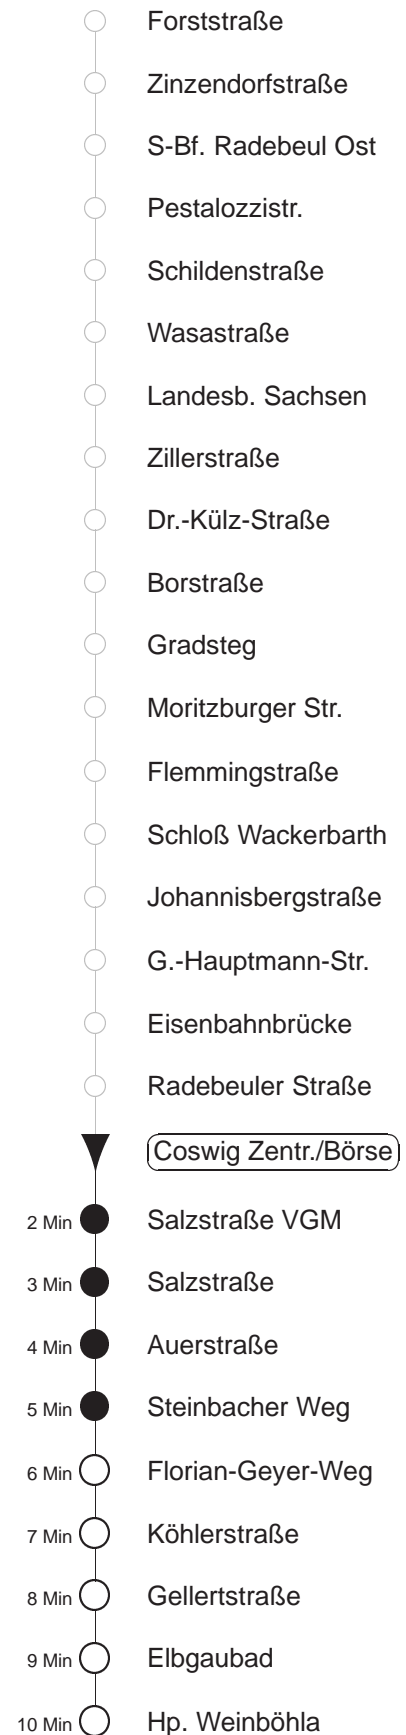 Forststraße
Zinzendorfstraße
S-Bf. Radebeul Ost
Pestalozzistr.
Schildenstraße
Wasastraße
Landesb. Sachsen
Zillerstraße
Dr.-Külz-Straße
Borstraße
Gradsteg
Moritzburger Str.
Flemmingstraße
Schloß Wackerbarth
Johannisbergstraße
G.-Hauptmann-Str.
Eisenbahnbrücke
Radebeuler Straße
Coswig Zentr./Börse
2 Min Salzstraße VGM
3 Min Salzstraße
4 Min Auerstraße
5 Min Steinbacher Weg
6 Min Florian-Geyer-Weg
7 Min Köhlerstraße
8 Min Gellertstraße
9 Min Elbgaubad
10 Min Hp. Weinböhla